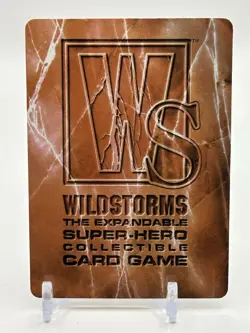 WS
WILDSTORMS
THE EXPANDABLE
SUPER-HERO
COLLECTIBLE
CARD GAME